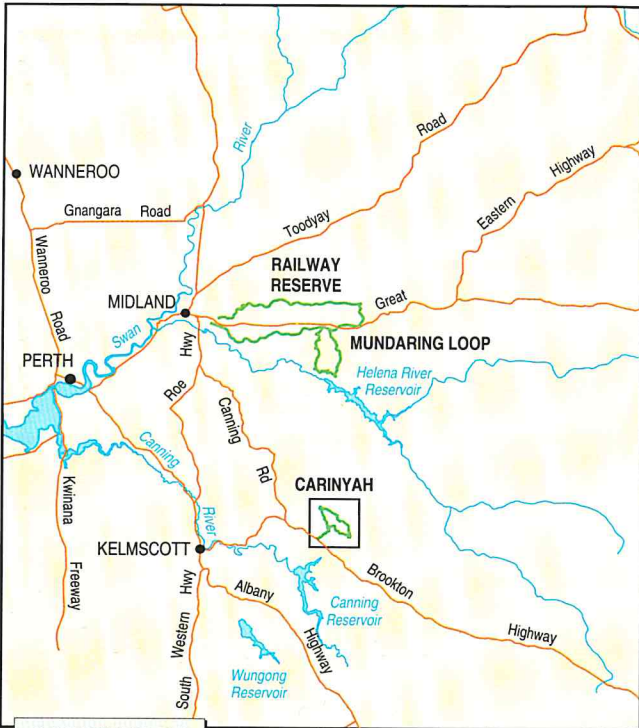 River
Road
WANNEROO
Gnangara Road
Highway
Eastern
Toodyay
Wanneroo
Road
RAILWAY
RESERVE
MIDLAND
Great
Swan
Hwy
MUNDARING LOOP
PERTH
Helena River
Reservoir
Roe
Canning
Rd
Canning
River
CARINYAH
Kwinana
Freeway
KELMSCOTT
Hwy
Albany
Highway
Brookton
Highway
Canning
Reservoir
Western
South
Wungong
Reservoir